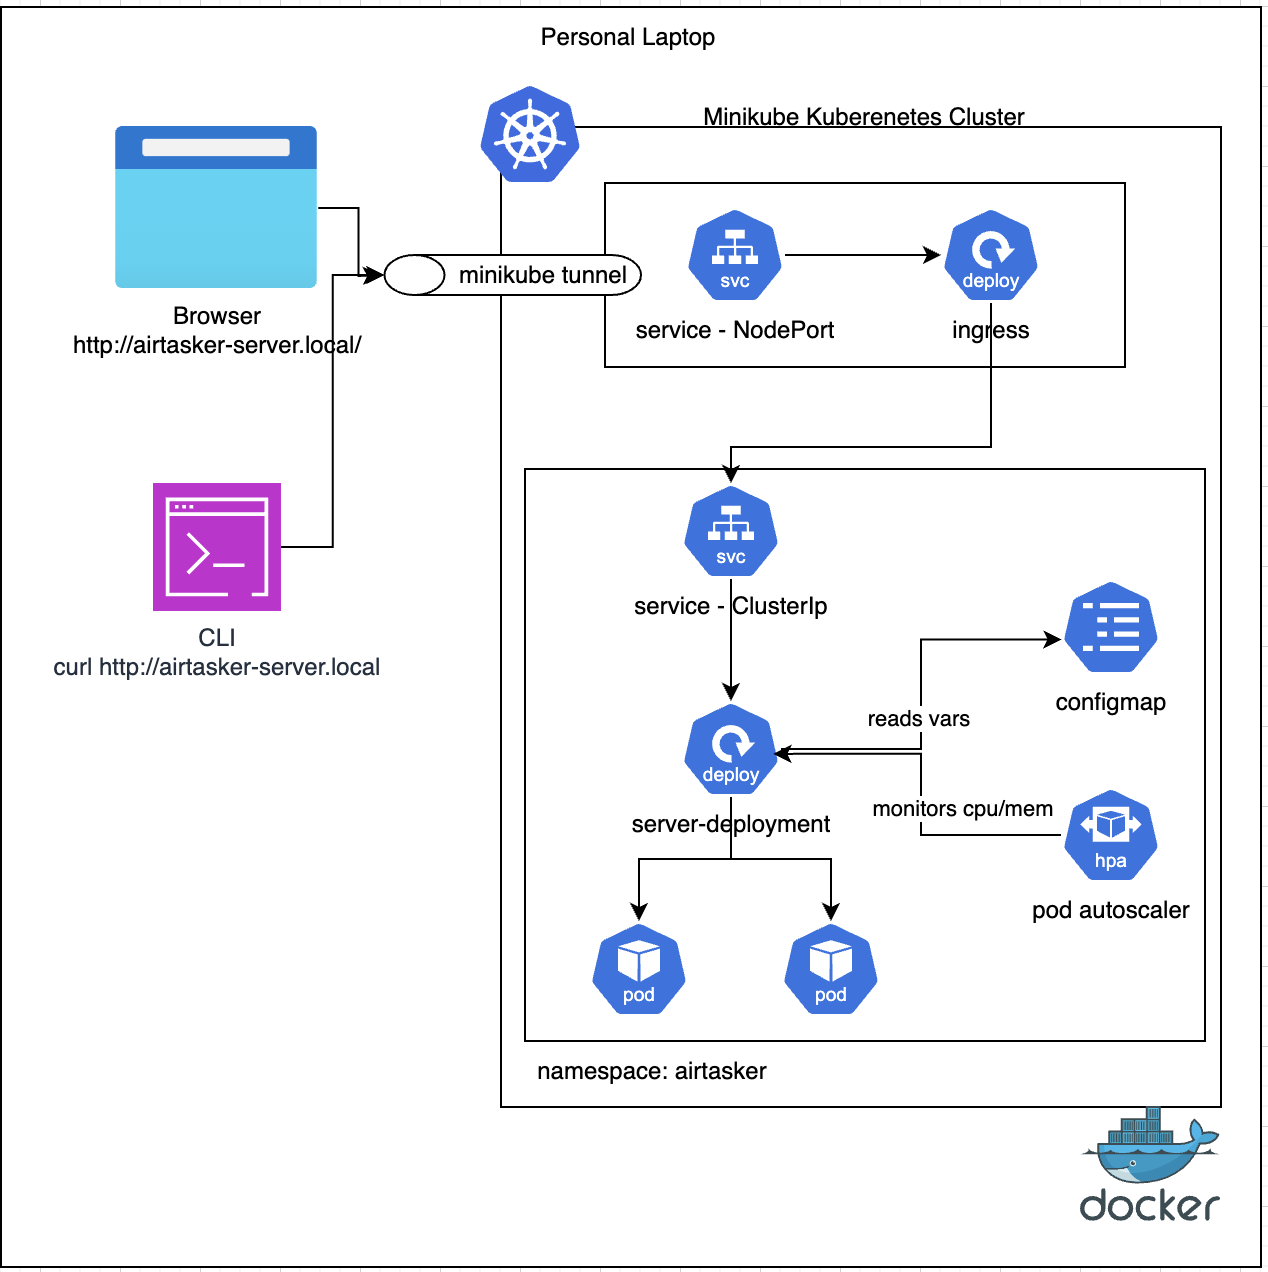 Personal Laptop
Minikube Kuberenetes Cluster
svc
deploy
minikube tunnel
service - NodePort
ingress
Browser
http://airtasker-server.local/
svc
service - ClusterIp
CLI
curl http://airtasker-server.local
configmap
reads vars
deploy
server-deployment
monitors cpu/mem
hpa
pod autoscaler
pod
pod
namespace: airtasker
docker